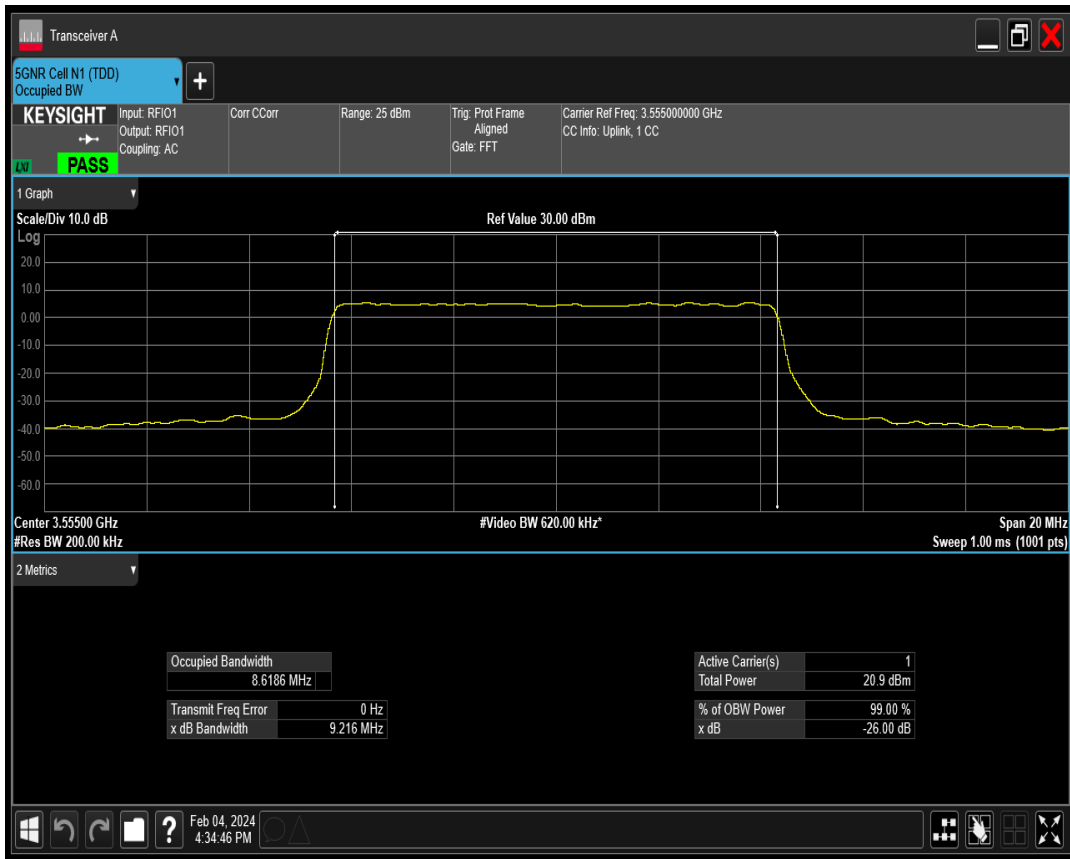 Transceiver A
5GNR Cell N1 (TDD)
Occupied BW
+
KEYSIGHT
LXI
PASS
Input: RFIO1
Output: RFIO1
Coupling: AC
Corr CCorr
Range: 25 dBm
Trig: Prot Frame
Aligned
Gate: FFT
Carrier Ref Freq: 3.555000000 GHz
CC Info: Uplink, 1 CC
1 Graph
Scale/Div 10.0 dB
Ref Value 30.00 dBm
Log
20.0
10.0
0.00
-10.0
-20.0
-30.0
-40.0
-50.0
-60.0
Center 3.55500 GHz
#Video BW 620.00 kHz*
Span 20 MHz
#Res BW 200.00 kHz
Sweep 1.00 ms (1001 pts)
2 Metrics
Occupied Bandwidth
8.6186 MHz
Transmit Freq Error 0 Hz
x dB Bandwidth 9.216 MHz
Active Carrier(s) 1
Total Power 20.9 dBm
% of OBW Power 99.00 %
x dB -26.00 dB
?
Feb 04, 2024
4:34:46 PM